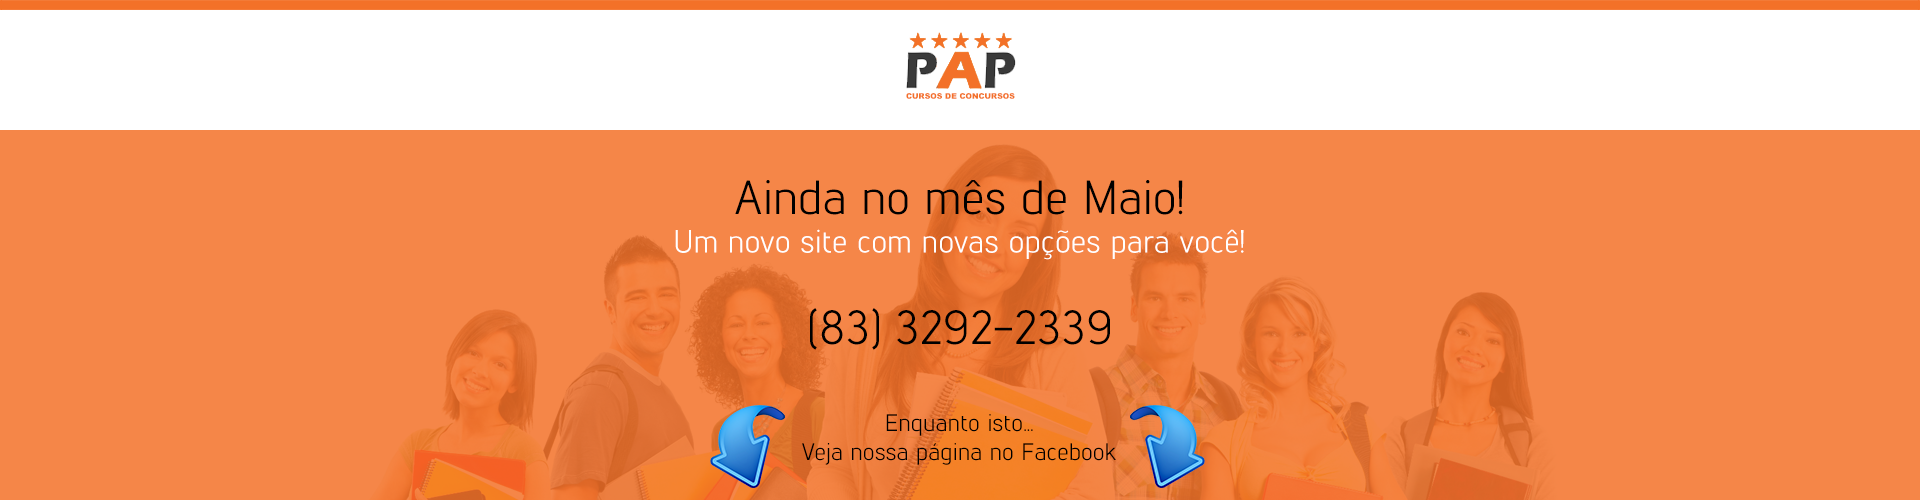 PAP
CURSOS DE CONCURSOS
Ainda no mês de Maio!
Um novo site com novas opções para você!
(83) 3292-2339
Enquanto isto...
Veja nossa página no Facebook